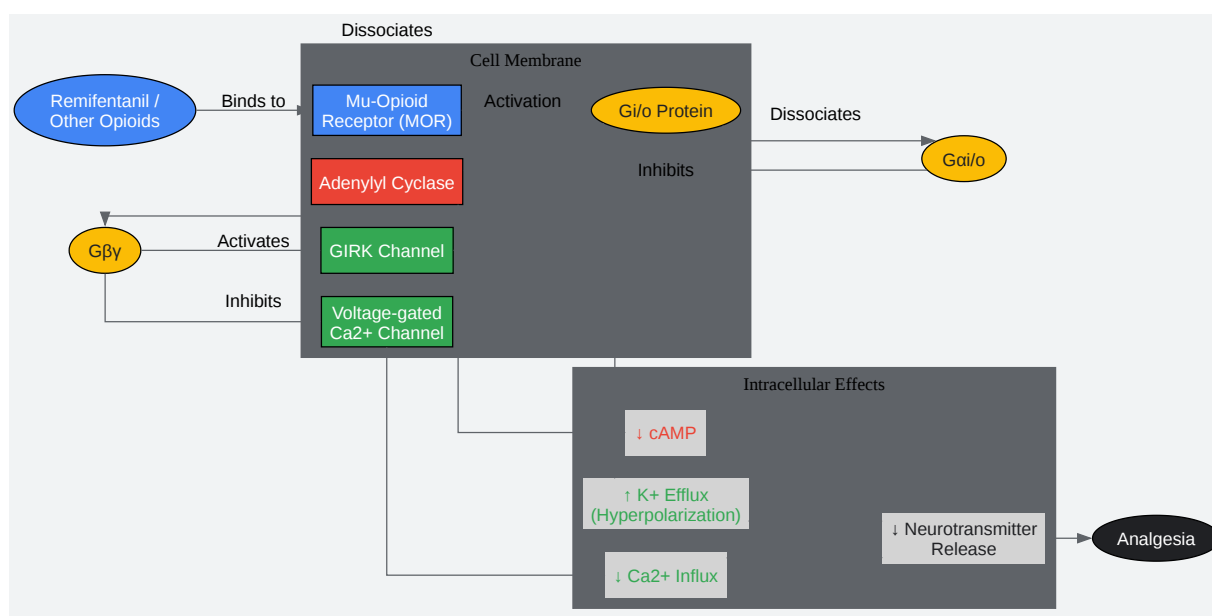 Dissociates
Cell Membrane
Remifentanil /
Other Opioids
Binds to
Mu-Opioid
Receptor (MOR)
Activation
Gi/o Protein
Dissociates
Gαi/o
Inhibits
Adenylyl Cyclase
Gβγ
Activates
GIRK Channel
Inhibits
Voltage-gated
Ca2+ Channel
Intracellular Effects
↓ cAMP
↑ K+ Efflux
(Hyperpolarization)
↓ Neurotransmitter
Release
Analgesia
↓ Ca2+ Influx